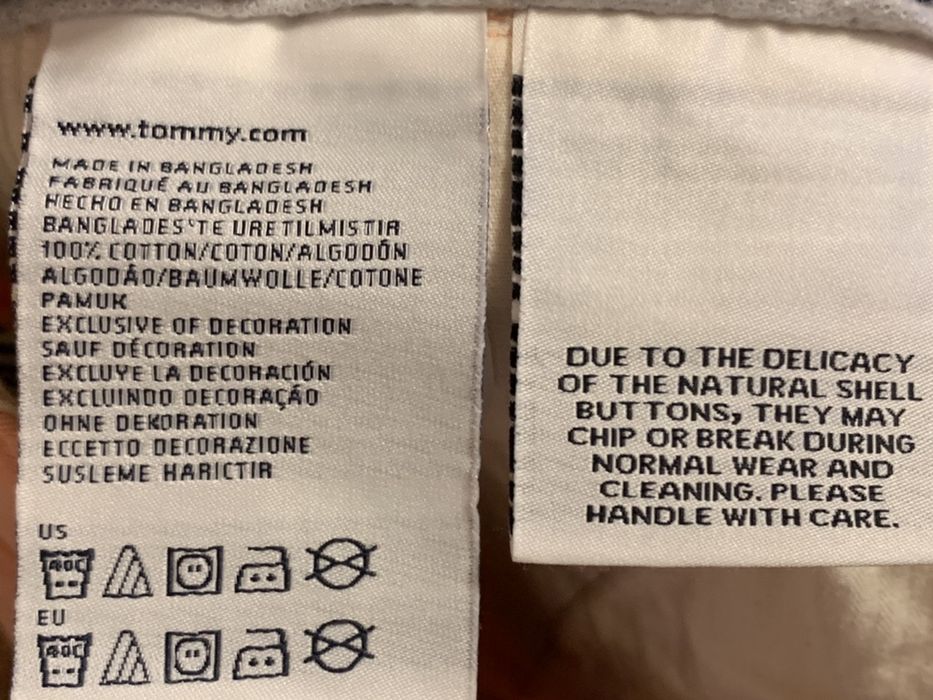 www.tommy.com
MADE IN BANGLADESH
FABRIQUÉ AU BANGLADESH
HECHO EN BANGLADESH
BANGLADES'TE URETILMISTIR
100% COTTON/COTON/ALGODÓN
ALGODÃO/BAUMWOLLE/COTONE
PAMUK
EXCLUSIVE OF DECORATION
SAUF DÉCORATION
EXCLUYE LA DECORACIÓN
EXCLUINDO DECORAÇÃO
OHNE DEKORATION
ECCETTO DECORAZIONE
SUSLEME HARICTIR
US
40C
EU
40C
DUE TO THE DELICACY
OF THE NATURAL SHELL
BUTTONS, THEY MAY
CHIP OR BREAK DURING
NORMAL WEAR AND
CLEANING. PLEASE
HANDLE WITH CARE.